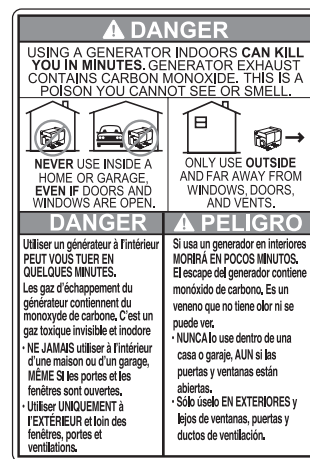 DANGER
USING A GENERATOR INDOORS CAN KILL
YOU IN MINUTES. GENERATOR EXHAUST
CONTAINS CARBON MONOXIDE. THIS IS A
POISON YOU CANNOT SEE OR SMELL.
NEVER USE INSIDE A
HOME OR GARAGE,
EVEN IF DOORS AND
WINDOWS ARE OPEN.
ONLY USE OUTSIDE
AND FAR AWAY FROM
WINDOWS, DOORS,
AND VENTS.
DANGER
Utiliser un générateur à l'intérieur
PEUT VOUS TUER EN
QUELQUES MINUTES.
Les gaz d'échappement du
générateur contiennent du
monoxyde de carbone. C'est un
gaz toxique invisible et inodore
· NE JAMAIS utiliser à l'intérieur
d'une maison ou d'un garage,
MÊME SI les portes et les
fenêtres sont ouvertes.
· Utiliser UNIQUEMENT à
l'EXTÉRIEUR et loin des
fenêtres, portes et
ventilations.
PELIGRO
Si usa un generador en interiores
MORIRÁ EN POCOS MINUTOS.
El escape del generador contiene
monóxido de carbono. Es un
veneno que no tiene olor ni se
puede ver.
· NUNCA lo use dentro de una
casa o garaje, AUN si las
puertas y ventanas están
abiertas.
· Sólo úselo EN EXTERIORES y
lejos de ventanas, puertas y
ductos de ventilación.